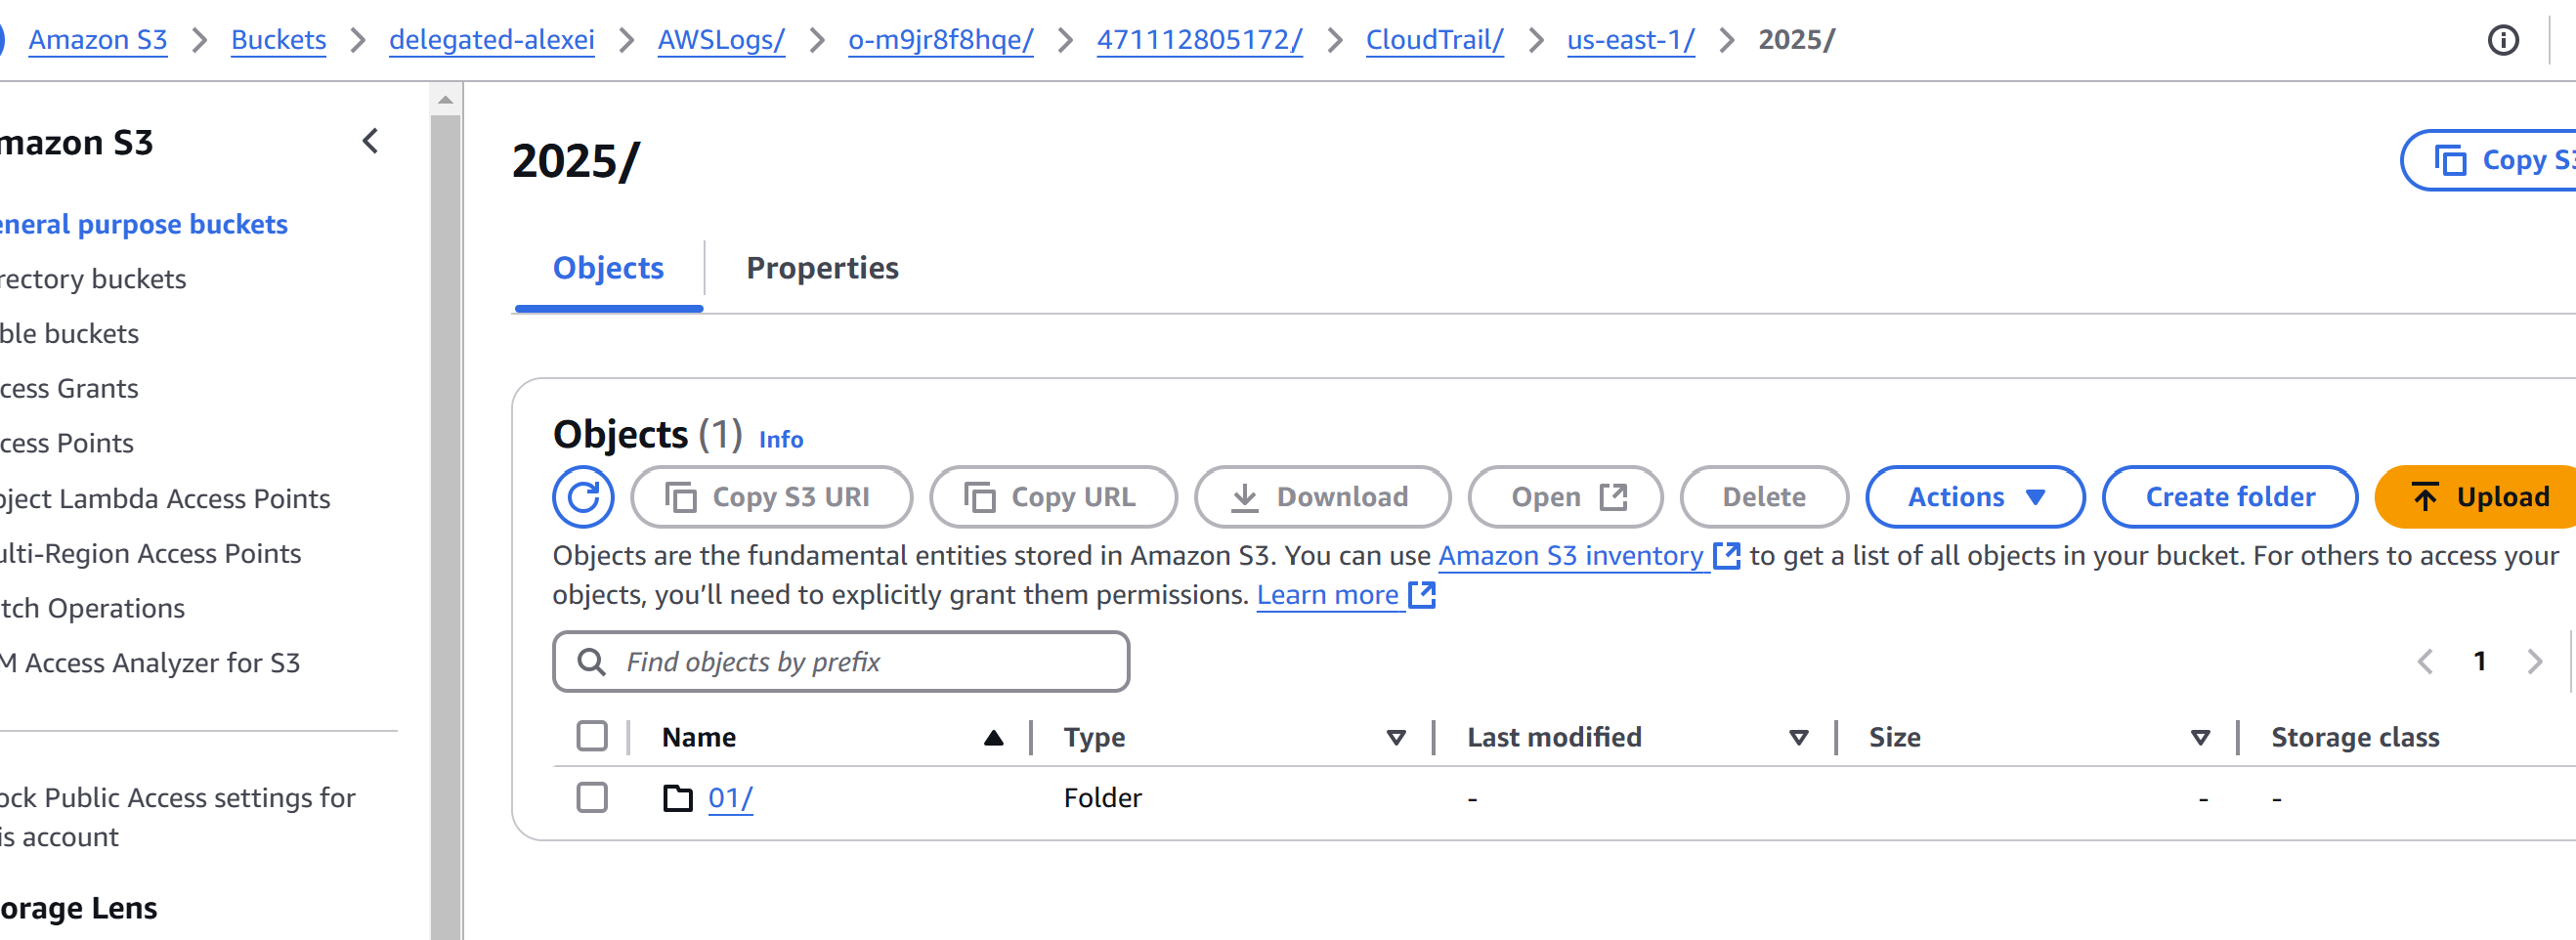 Amazon S3 > Buckets > delegated-alexei > AWSLogs/ > o-m9jr8f8hqe/ > 471112805172/ > CloudTrail/ > us-east-1/ > 2025/
mazon S3
eneral purpose buckets
rectory buckets
ble buckets
cess Grants
cess Points
ject Lambda Access Points
ulti-Region Access Points
tch Operations
M Access Analyzer for S3
ock Public Access settings for
is account
orage Lens
2025/
Copy S3
Objects Properties
Objects (1) Info
Copy S3 URI Copy URL Download Open Delete Actions Create folder Upload
Objects are the fundamental entities stored in Amazon S3. You can use Amazon S3 inventory to get a list of all objects in your bucket. For others to access your
objects, you’ll need to explicitly grant them permissions. Learn more
Find objects by prefix
1
Name Type Last modified Size Storage class
01/ Folder - - -